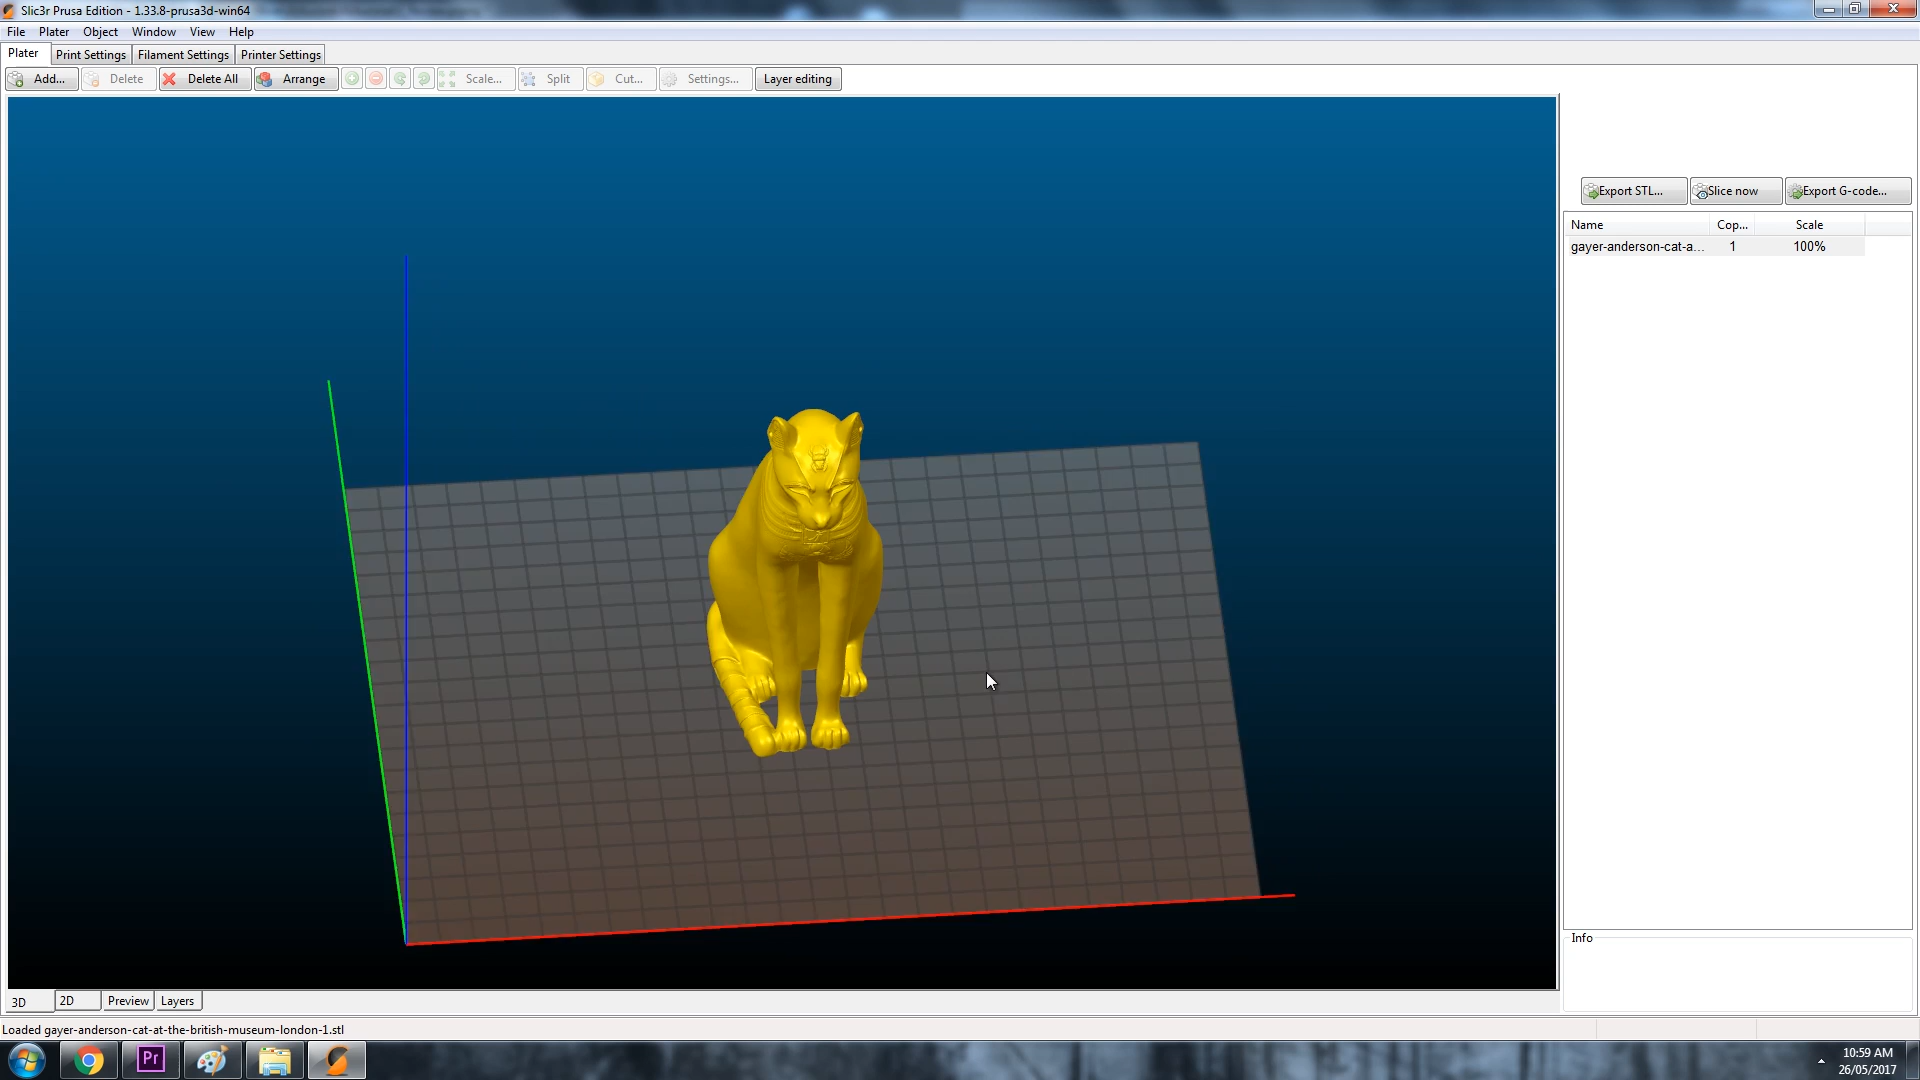 Slic3r Prusa Edition - 1.33.8-prusa3d-win64
File Plater Object Window View Help
Plater Print Settings Filament Settings Printer Settings
Add... Delete Delete All Arrange Scale... Split Cut... Settings... Layer editing
Export STL... Slice now Export G-code...
Name Cop... Scale
gayer-anderson-cat-a... 1 100%
Info
3D 2D Preview Layers
Loaded gayer-anderson-cat-at-the-british-museum-london-1.stl
Pr
10:59 AM
26/05/2017